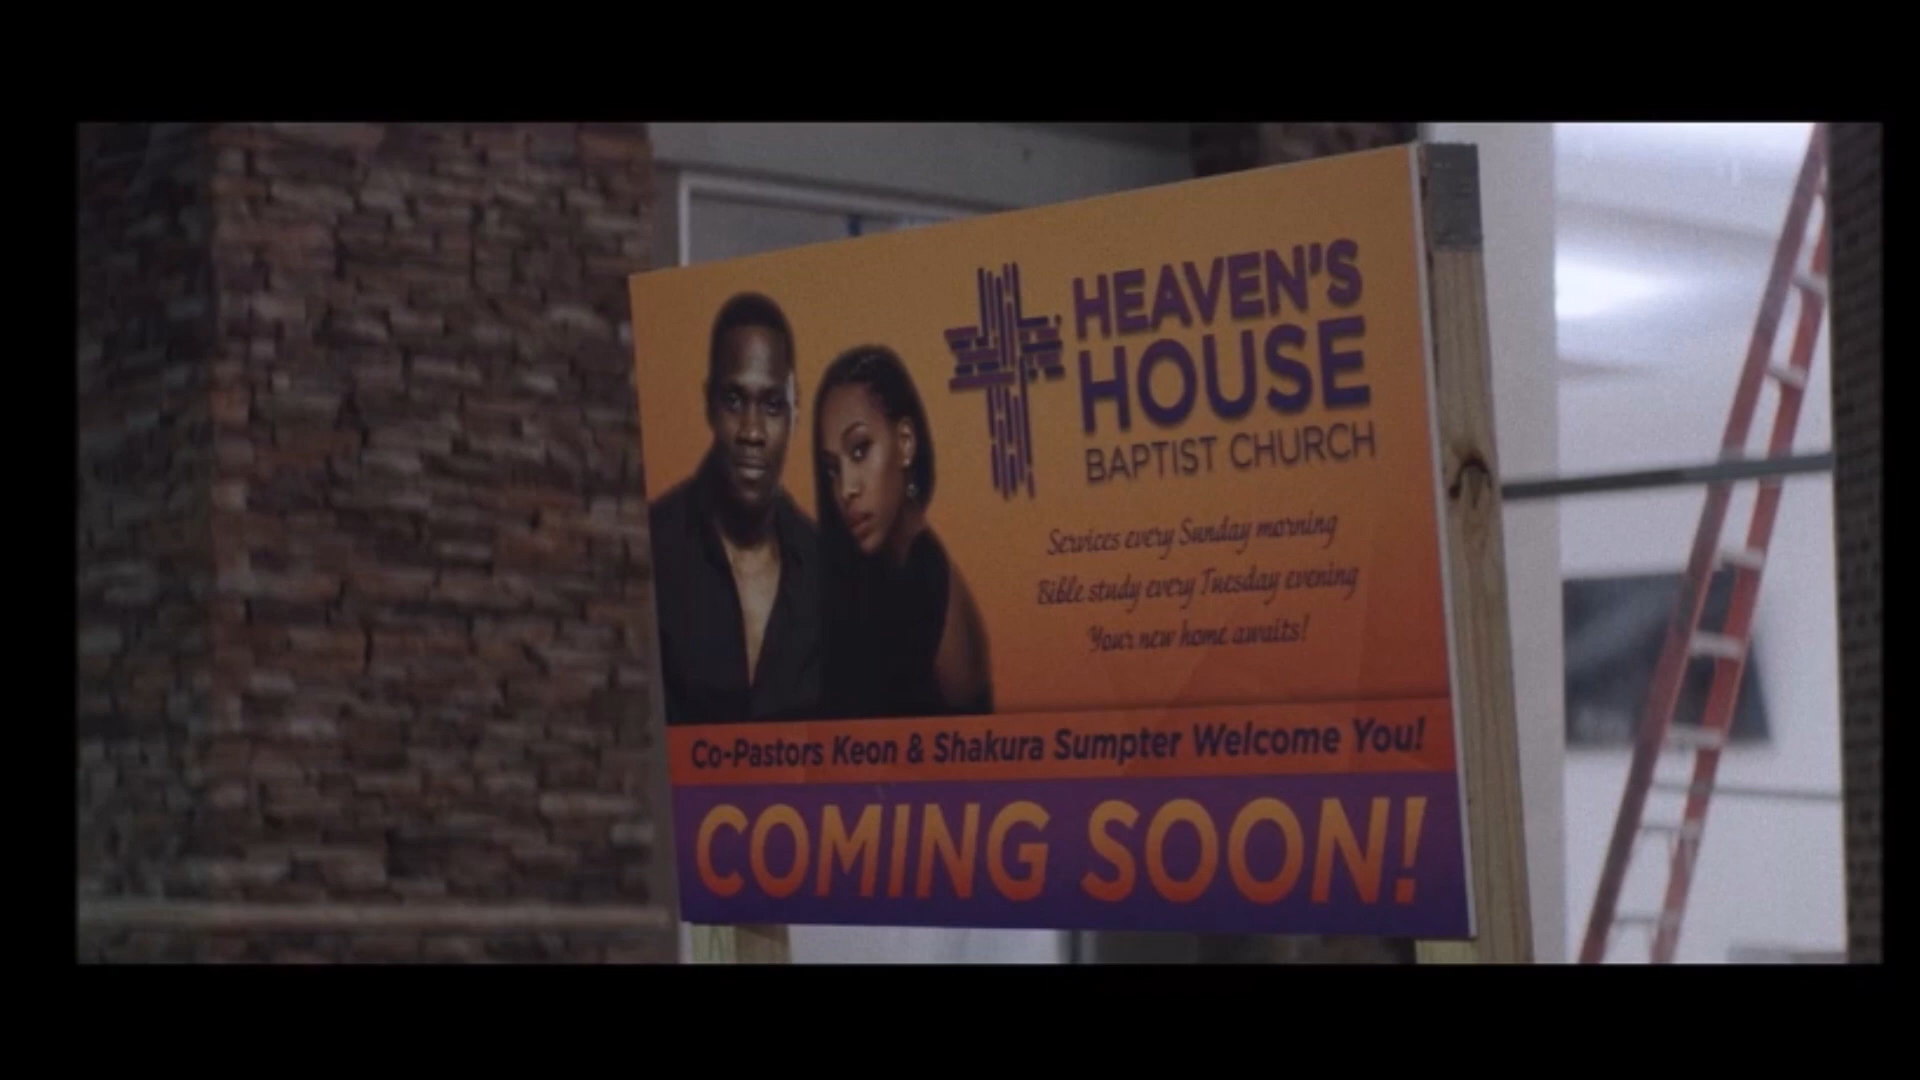 HEAVEN'S
HOUSE
BAPTIST CHURCH
Services every Sunday morning
Bible study every Tuesday evening
Your new home awaits!
Co-Pastors Keon & Shakura Sumpter Welcome You!
COMING SOON!